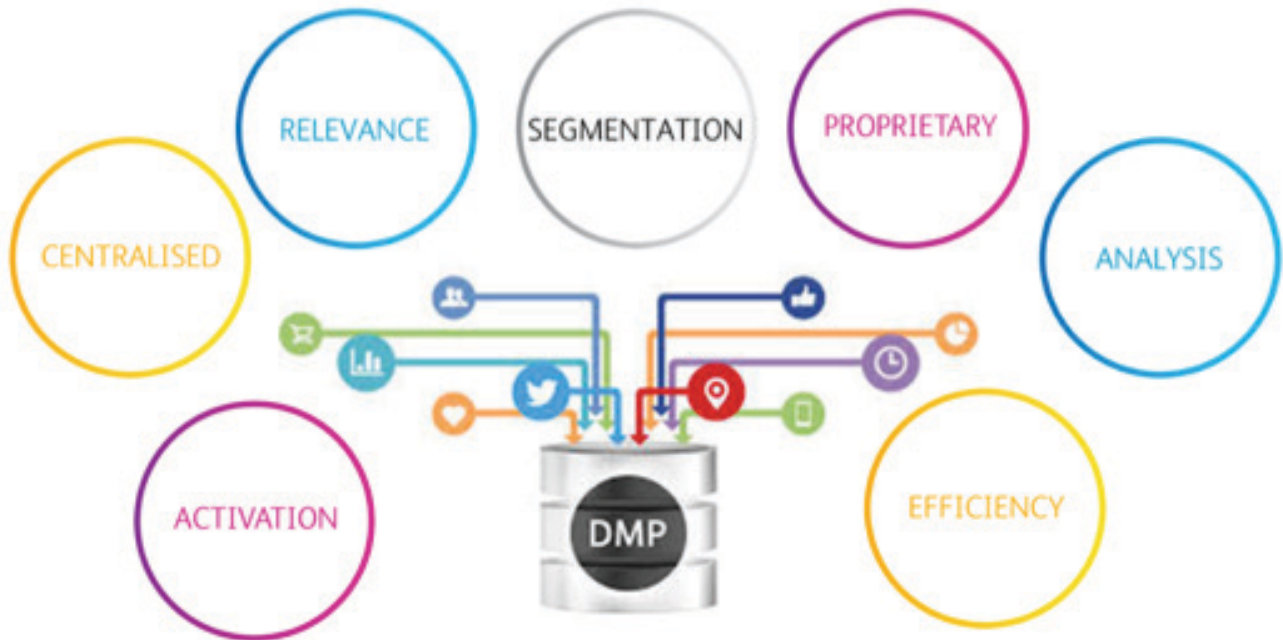 RELEVANCE
SEGMENTATION
PROPRIETARY
CENTRALISED
ANALYSIS
ACTIVATION
EFFICIENCY
DMP